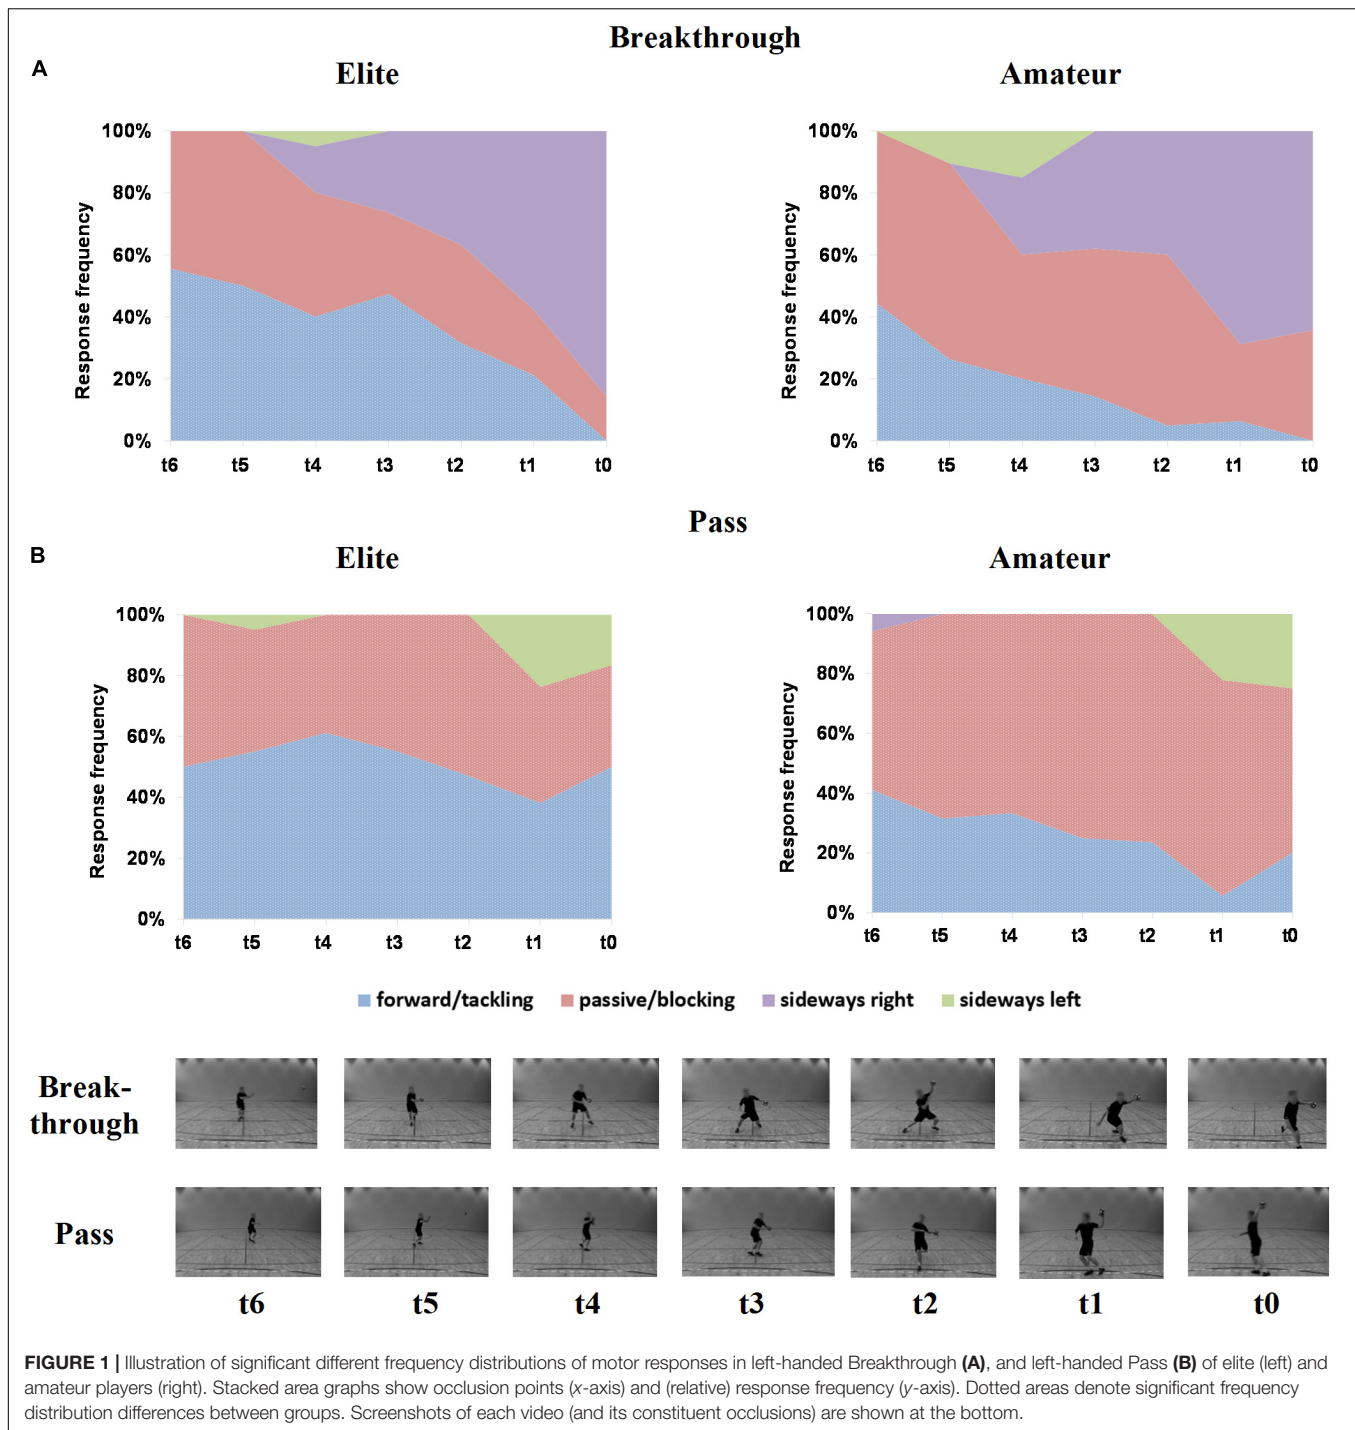 Breakthrough
A
Elite
Amateur
Response frequency
100%
80%
60%
40%
20%
0%
t6 t5 t4 t3 t2 t1 t0
Response frequency
100%
80%
60%
40%
20%
0%
t6 t5 t4 t3 t2 t1 t0
Pass
B
Elite
Amateur
Response frequency
100%
80%
60%
40%
20%
0%
t6 t5 t4 t3 t2 t1 t0
Response frequency
100%
80%
60%
40%
20%
0%
t6 t5 t4 t3 t2 t1 t0
forward/tackling passive/blocking sideways right sideways left
Break-
through
Pass
t6 t5 t4 t3 t2 t1 t0
FIGURE 1 | Illustration of significant different frequency distributions of motor responses in left-handed Breakthrough (A), and left-handed Pass (B) of elite (left) and
amateur players (right). Stacked area graphs show occlusion points (x-axis) and (relative) response frequency (y-axis). Dotted areas denote significant frequency
distribution differences between groups. Screenshots of each video (and its constituent occlusions) are shown at the bottom.